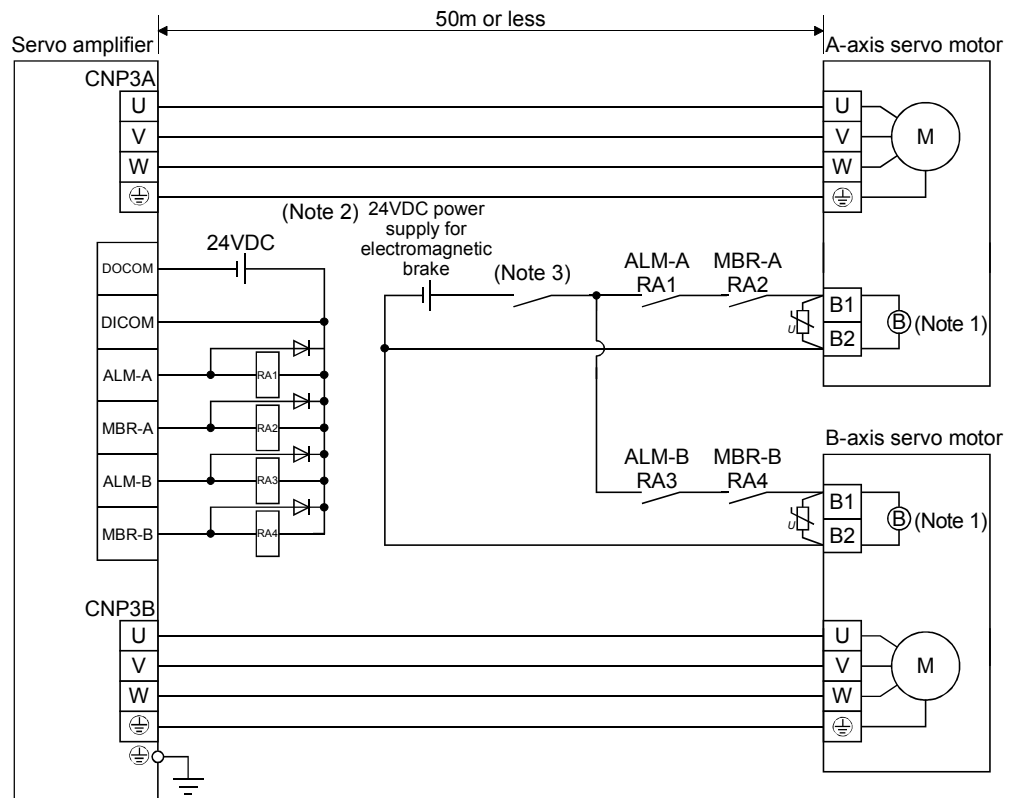 50m or less
Servo amplifier
A-axis servo motor
CNP3A
U
V
W
U
V
W
M
(Note 2)
24VDC power
supply for
electromagnetic
brake
24VDC
(Note 3)
DOCOM
DICOM
ALM-A
MBR-A
ALM-B
MBR-B
RA1
RA2
RA3
RA4
ALM-A
RA1
MBR-A
RA2
U
B1
B2
B
(Note 1)
B-axis servo motor
ALM-B
RA3
MBR-B
RA4
U
B1
B2
B
(Note 1)
CNP3B
U
V
W
U
V
W
M